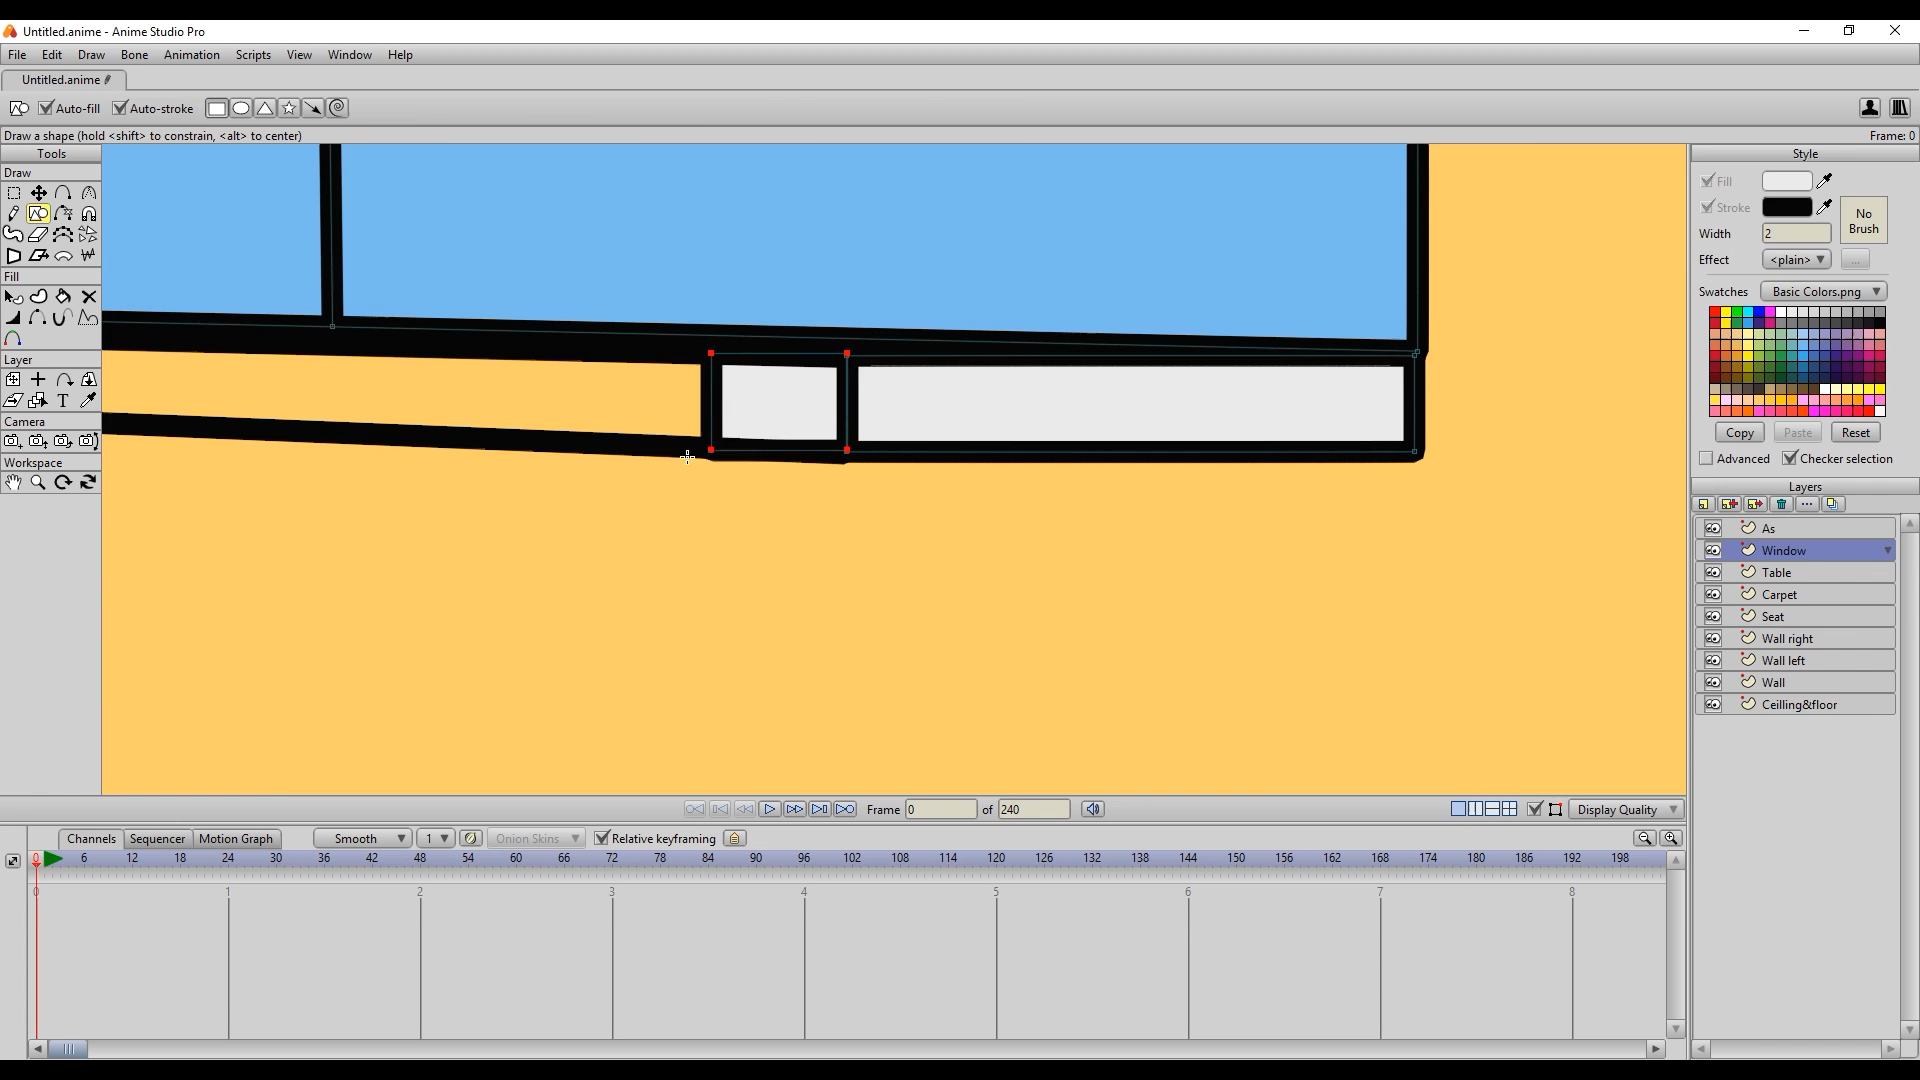 Untitled.anime - Anime Studio Pro
File Edit Draw Bone Animation Scripts View Window Help
Untitled.anime
Auto-fill Auto-stroke
Draw a shape (hold <shift> to constrain, <alt> to center) Frame: 0
Tools
Draw
Fill
Layer
T
Camera
Workspace
Style
Fill
Stroke
No Brush
Width 2
Effect <plain> ...
Swatches Basic Colors.png
Copy Paste Reset
Advanced Checker selection
Layers
As
Window
Table
Carpet
Seat
Wall right
Wall left
Wall
Ceilling&floor
Frame 0 of 240 Display Quality
Channels Sequencer Motion Graph Smooth 1 Onion Skins Relative keyframing
0 6 12 18 24 30 36 42 48 54 60 66 72 78 84 90 96 102 108 114 120 126 132 138 144 150 156 162 168 174 180 186 192 198
0 1 2 3 4 5 6 7 8